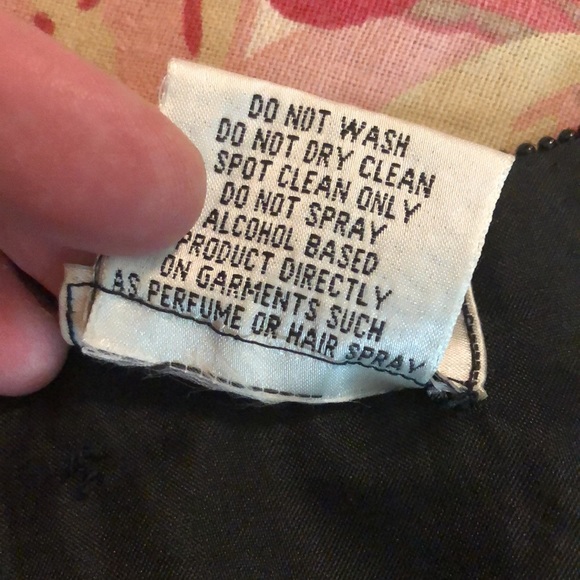 DO NOT WASH
DO NOT DRY CLEAN
SPOT CLEAN ONLY
DO NOT SPRAY
ALCOHOL BASED
PRODUCT DIRECTLY
ON GARMENTS SUCH
AS PERFUME OR HAIR SPRAY